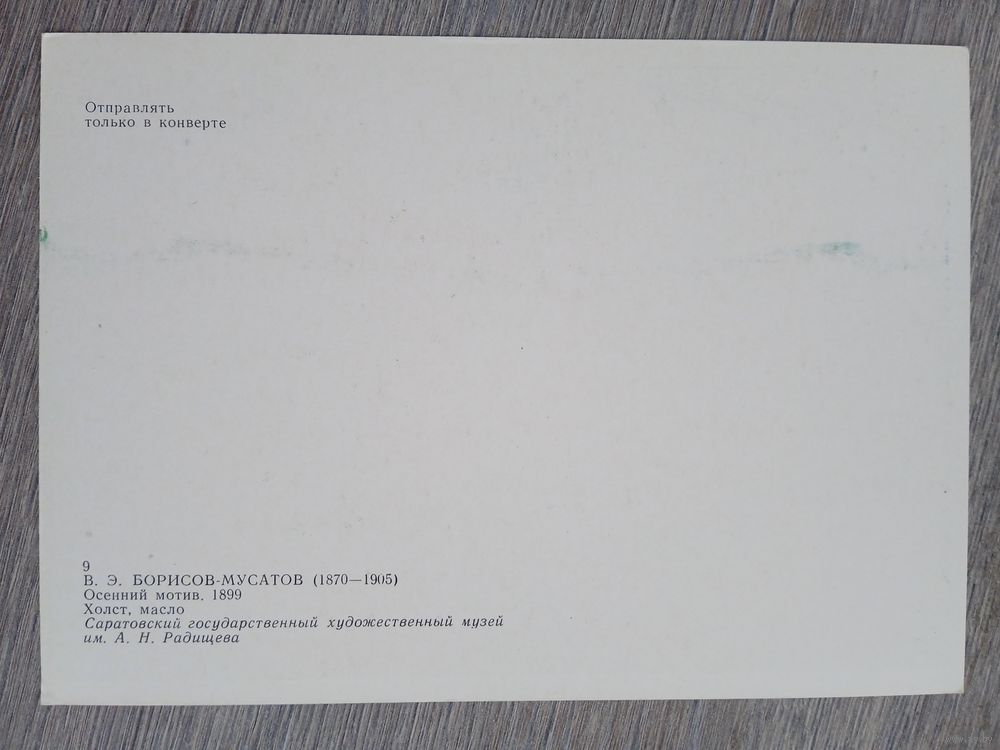 Отправлять
только в конверте
9
В. Э. БОРИСОВ-МУСАТОВ (1870—1905)
Осенний мотив. 1899
Холст, масло
Саратовский государственный художественный музей
им. А. Н. Радищева